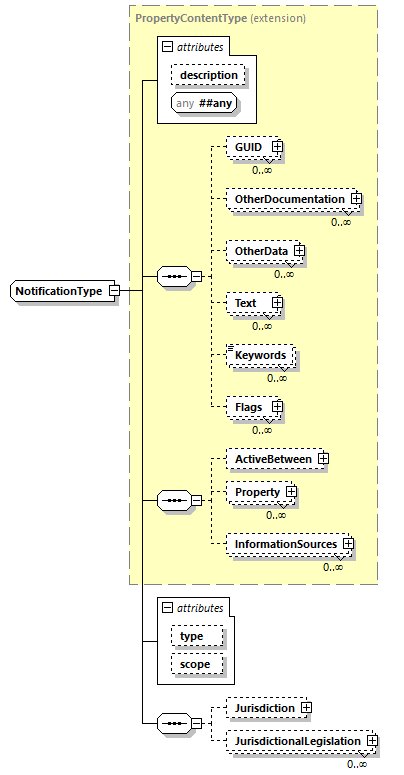 PropertyContentType (extension)
attributes
description
any ##any
GUID
0..∞
OtherDocumentation
0..∞
OtherData
0..∞
NotificationType
Text
0..∞
Keywords
0..∞
Flags
0..∞
ActiveBetween
Property
0..∞
InformationSources
0..∞
attributes
type
scope
Jurisdiction
JurisdictionalLegislation
0..∞